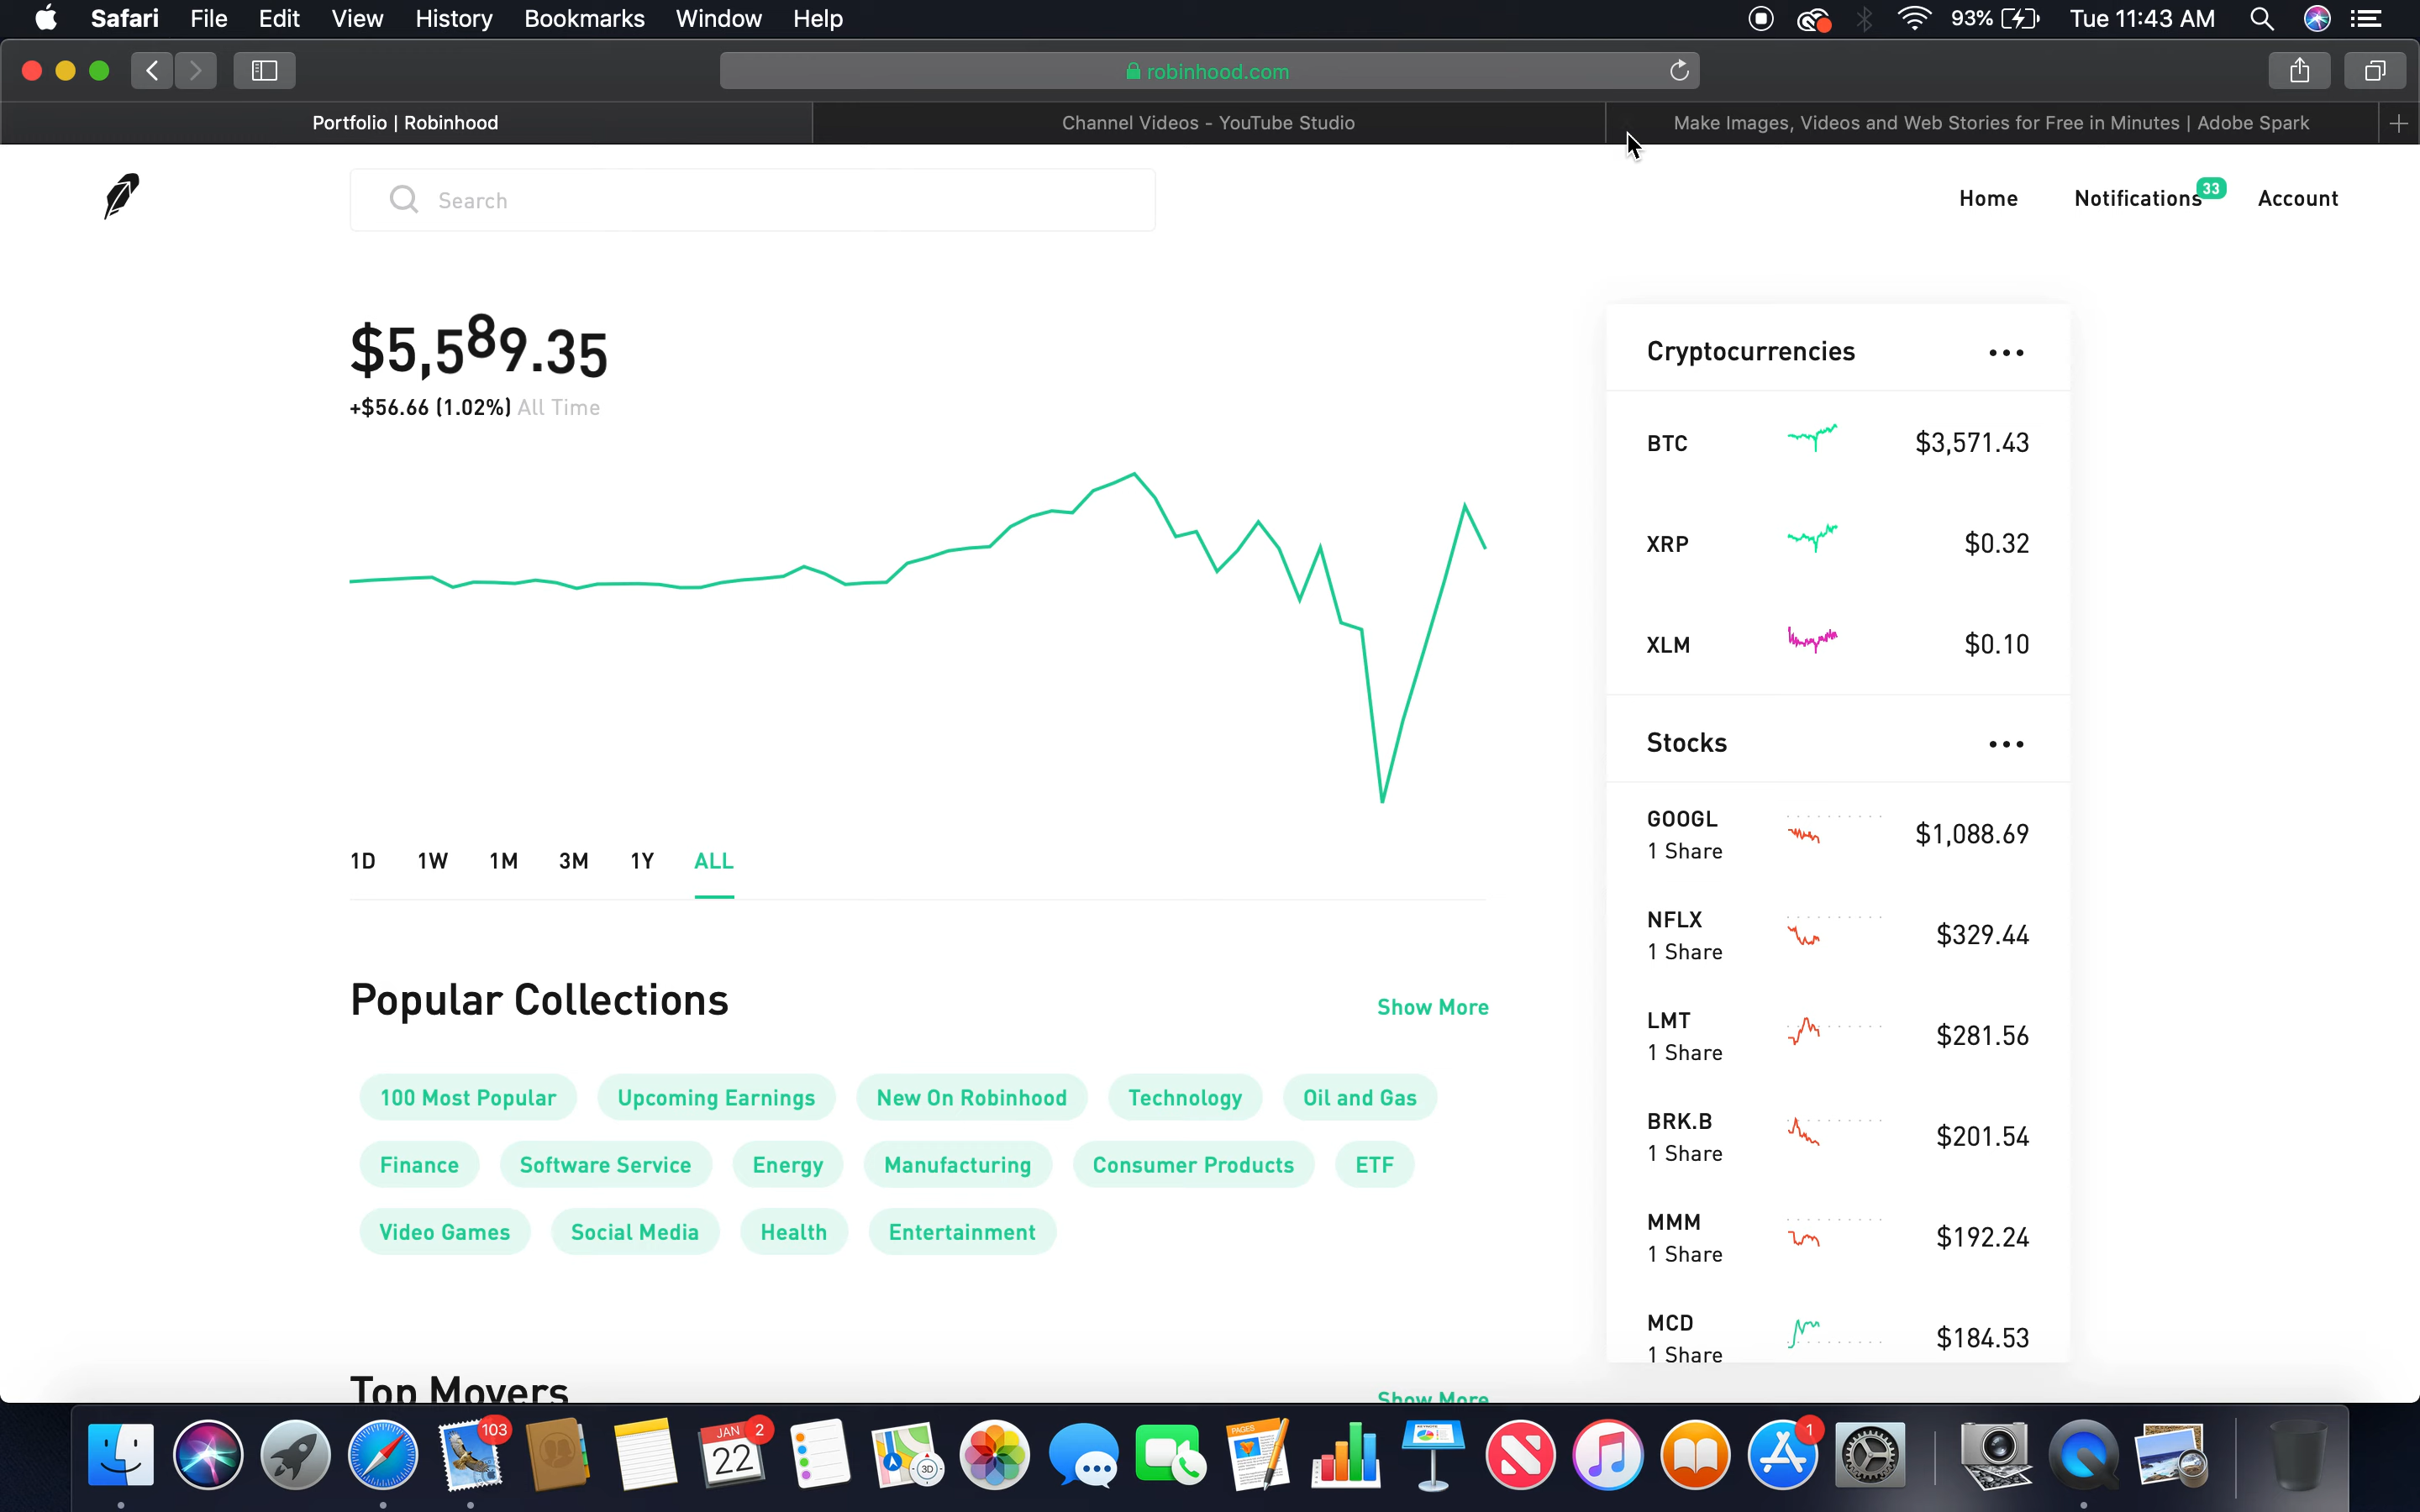 Safari File Edit View History Bookmarks Window Help 93% Tue 11:43 AM
robinhood.com
Portfolio | Robinhood Channel Videos - YouTube Studio Make Images, Videos and Web Stories for Free in Minutes | Adobe Spark
Search Home Notifications 33 Account
$5,589.35
+$56.66 (1.02%) All Time
1D 1W 1M 3M 1Y ALL
Popular Collections Show More
100 Most Popular Upcoming Earnings New On Robinhood Technology Oil and Gas
Finance Software Service Energy Manufacturing Consumer Products ETF
Video Games Social Media Health Entertainment
Top Movers Show More
Cryptocurrencies
BTC $3,571.43
XRP $0.32
XLM $0.10
Stocks
GOOGL
1 Share $1,088.69
NFLX
1 Share $329.44
LMT
1 Share $281.56
BRK.B
1 Share $201.54
MMM
1 Share $192.24
MCD
1 Share $184.53
103 JAN 22 2 3D PAGES 1